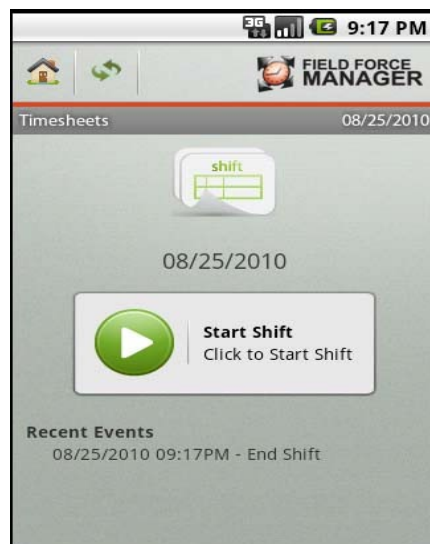 3G 9:17 PM
FIELD FORCE
MANAGER
Timesheets 08/25/2010
shift
08/25/2010
Start Shift
Click to Start Shift
Recent Events
08/25/2010 09:17PM - End Shift